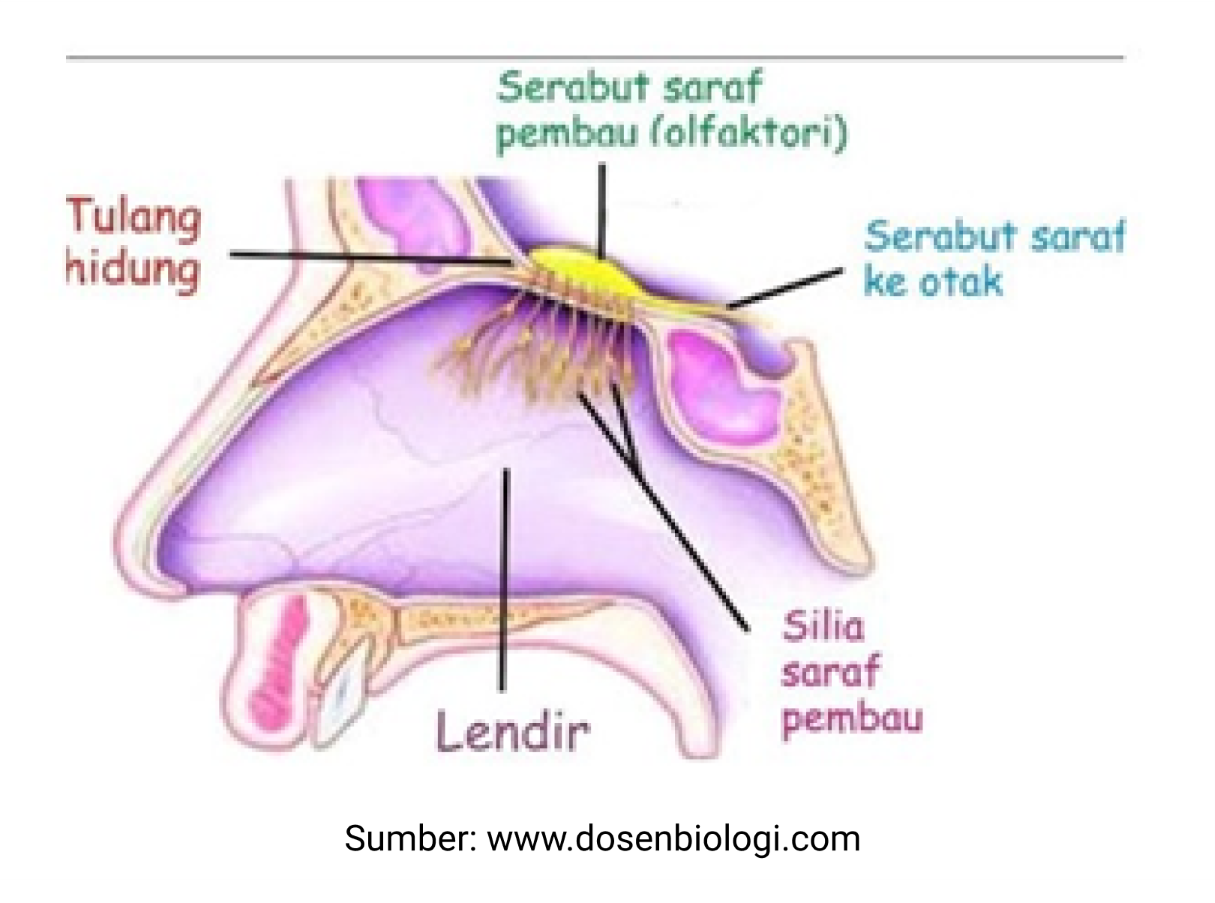 Serabut saraf
pembau (olfaktori)
Tulang
hidung
Serabut saraf
ke otak
Silia
saraf
pembau
Lendir
Sumber: www.dosenbiologi.com